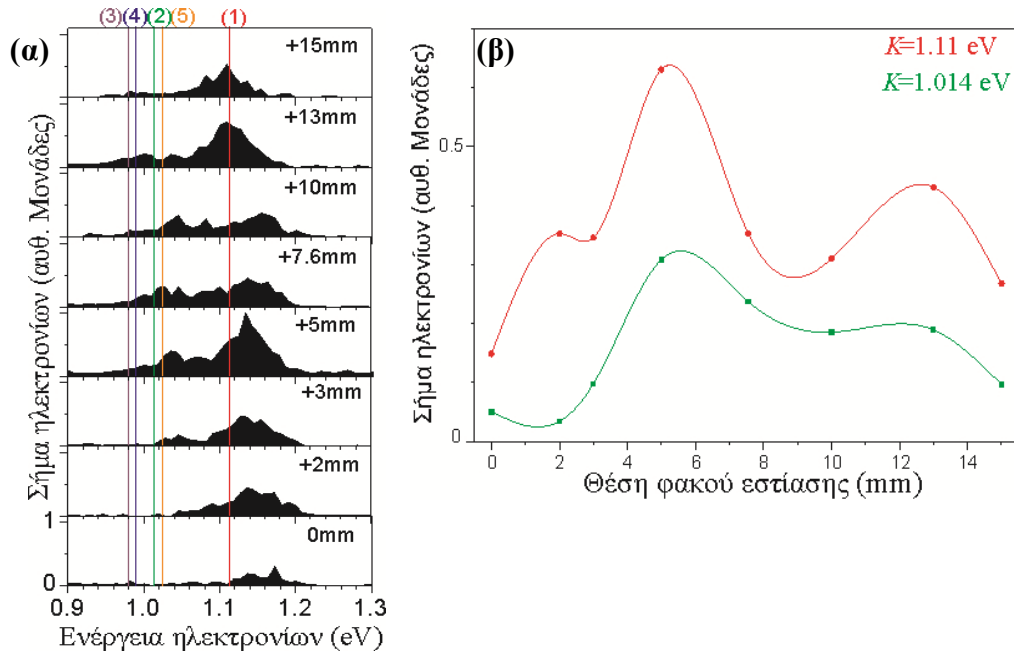 (α)
(3)(4)(2)(5) (1)
+15mm
+13mm
+10mm
+7.6mm
+5mm
+3mm
+2mm
0mm
1
0
0.9 1.0 1.1 1.2 1.3
Ενέργεια ηλεκτρονίων (eV)
Σήμα ηλεκτρονίων (αυθ. Μονάδες)
(β)
K=1.11 eV
K=1.014 eV
0.5
0
0 2 4 6 8 10 12 14
Θέση φακού εστίασης (mm)
Σήμα ηλεκτρονίων (αυθ. Μονάδες)